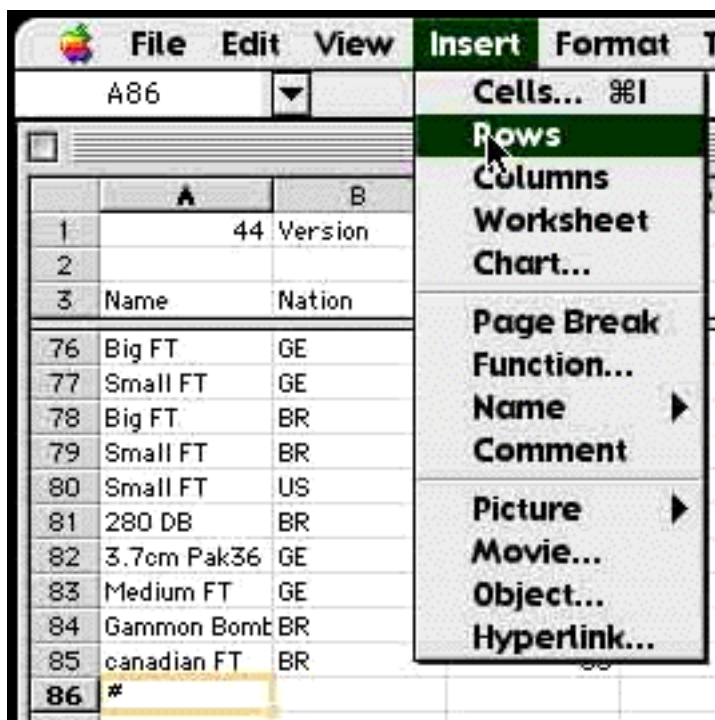 File Edit View Insert Format
A86
Cells... ⌘I
Rows
Columns
Worksheet
Chart...
Page Break
Function...
Name
Comment
Picture
Movie...
Object...
Hyperlink...
A B
1 44 Version
2
3 Name Nation
76 Big FT GE
77 Small FT GE
78 Big FT BR
79 Small FT BR
80 Small FT US
81 280 DB BR
82 3.7cm Pak36 GE
83 Medium FT GE
84 Gammon Bomb BR
85 canadian FT BR
86 #